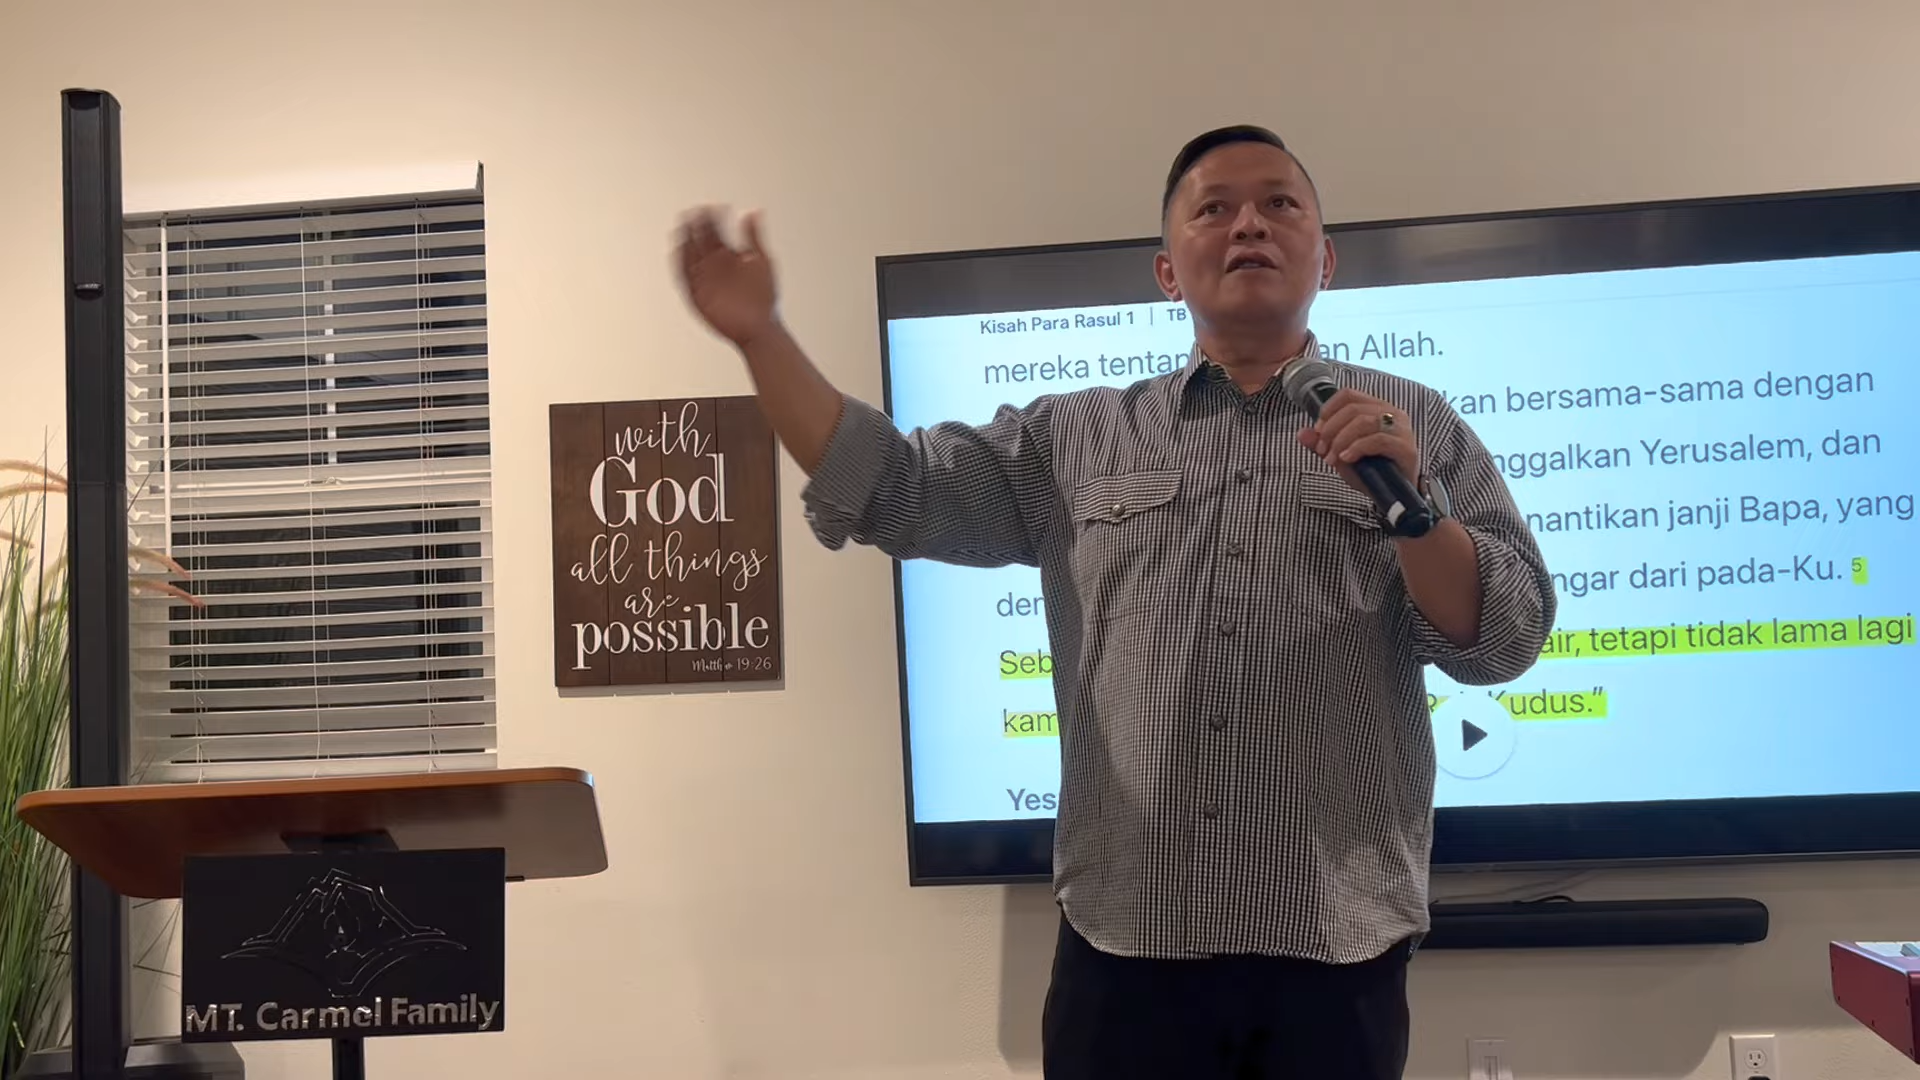 with
God
all things
are
possible
Matthew 19:26
Kisah Para Rasul 1 | TB
mereka an Allah.
kan bersama-sama dengan
nggalkan Yerusalem, dan
nantikan janji Bapa, yang
den ngar dari pada-Ku. 5
Seb air, tetapi tidak lama lagi
kam Kudus.”
Yes
MT. Carmel Family